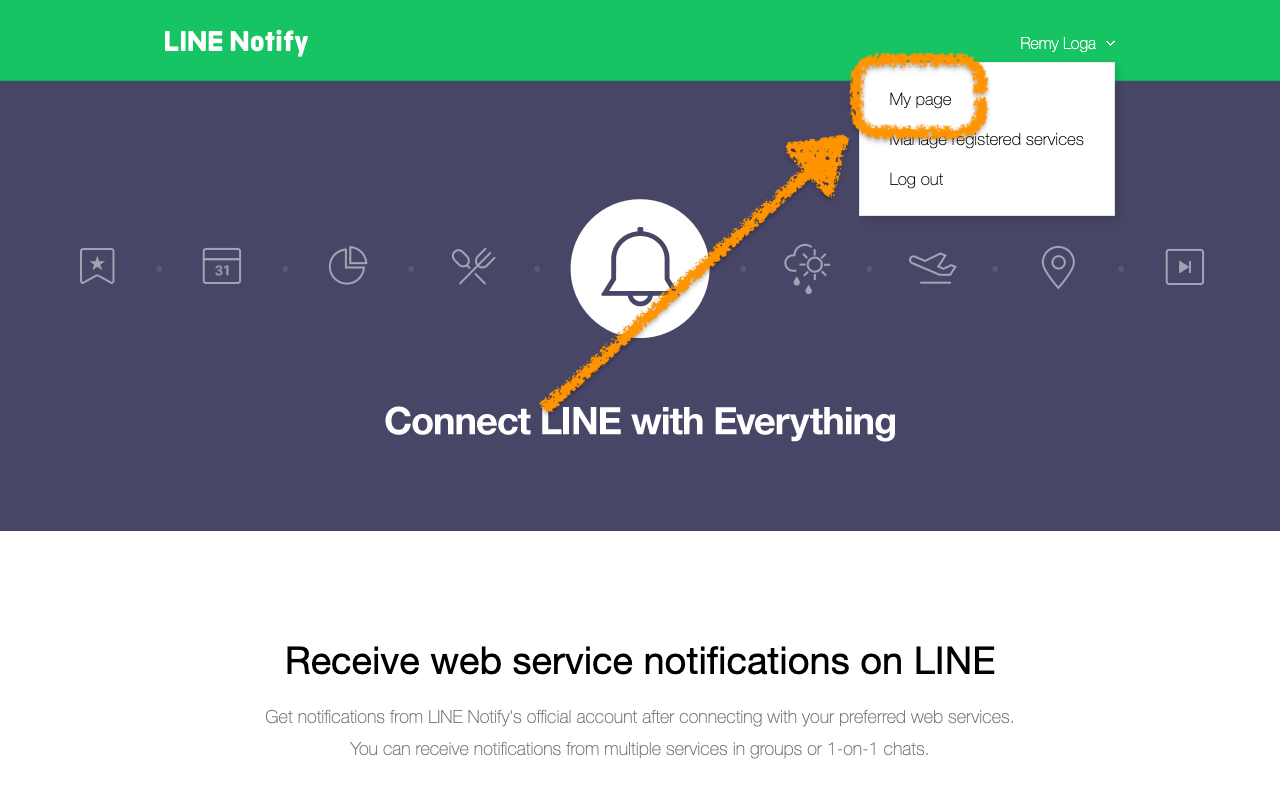 LINE Notify
Remy Loga
My page
Manage registered services
Log out
31
Connect LINE with Everything
Receive web service notifications on LINE
Get notifications from LINE Notify's official account after connecting with your preferred web services.
You can receive notifications from multiple services in groups or 1-on-1 chats.